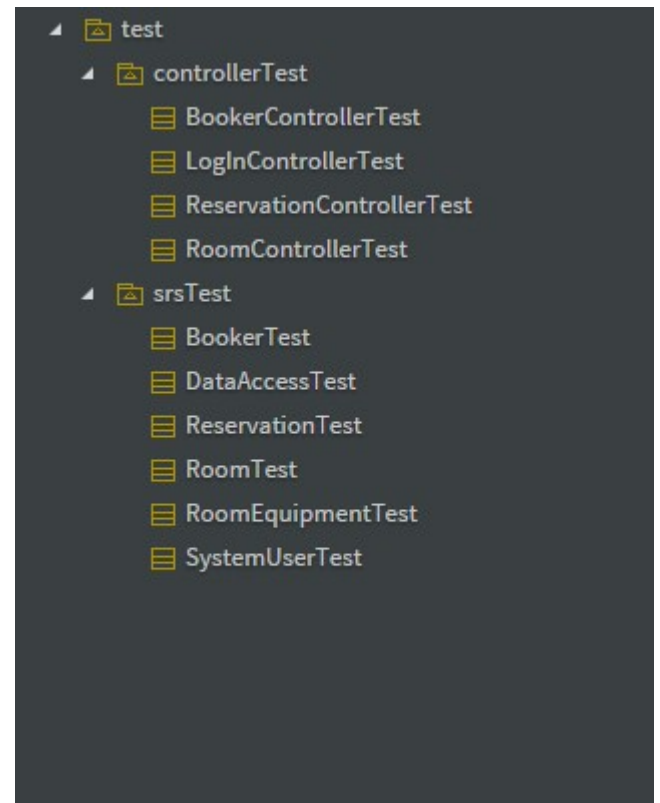 test
controllerTest
BookerControllerTest
LogInControllerTest
ReservationControllerTest
RoomControllerTest
srsTest
BookerTest
DataAccessTest
ReservationTest
RoomTest
RoomEquipmentTest
SystemUserTest